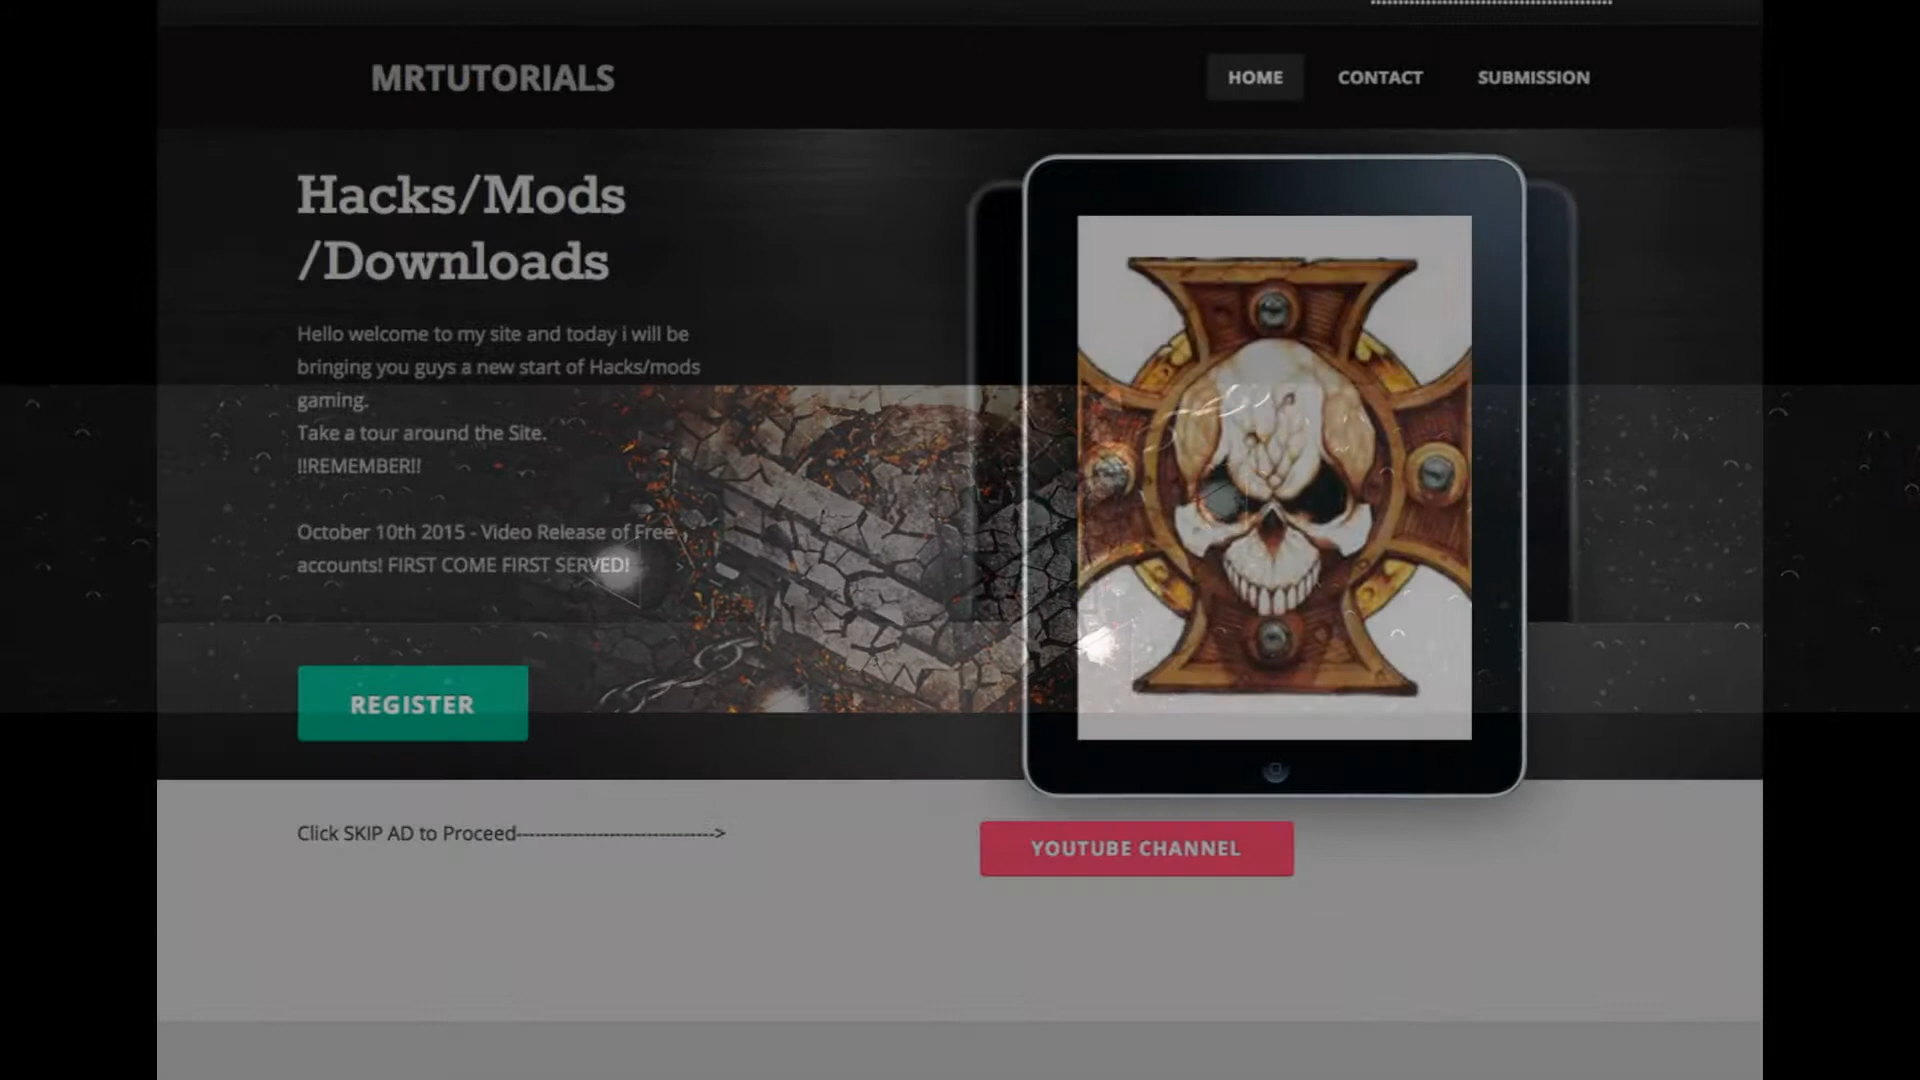 MRTUTORIALS
HOME
CONTACT
SUBMISSION
Hacks/Mods
/Downloads
Hello welcome to my site and today i will be
bringing you guys a new start of Hacks/mods
gaming.
Take a tour around the Site.
!!REMEMBER!!
October 10th 2015 - Video Release of Free
accounts! FIRST COME FIRST SERVED!
REGISTER
Click SKIP AD to Proceed-------------------------------->
YOUTUBE CHANNEL